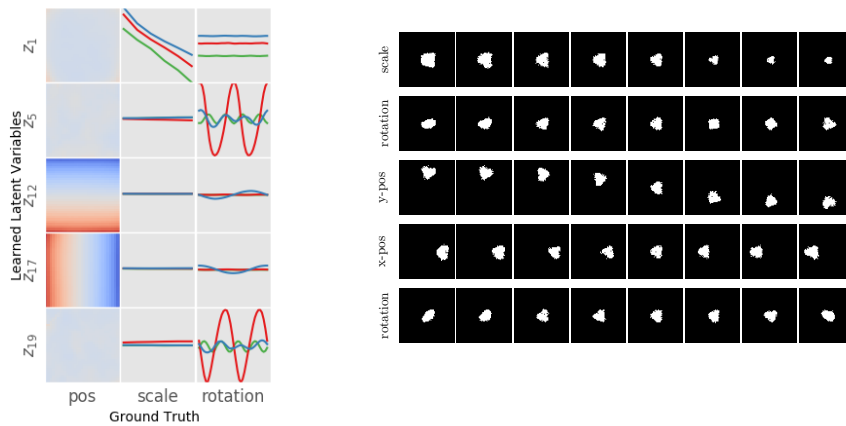 Learned Latent Variables
Z1
Z5
Z12
Z17
Z19
pos
scale
rotation
Ground Truth
scale
rotation
y-pos
x-pos
rotation